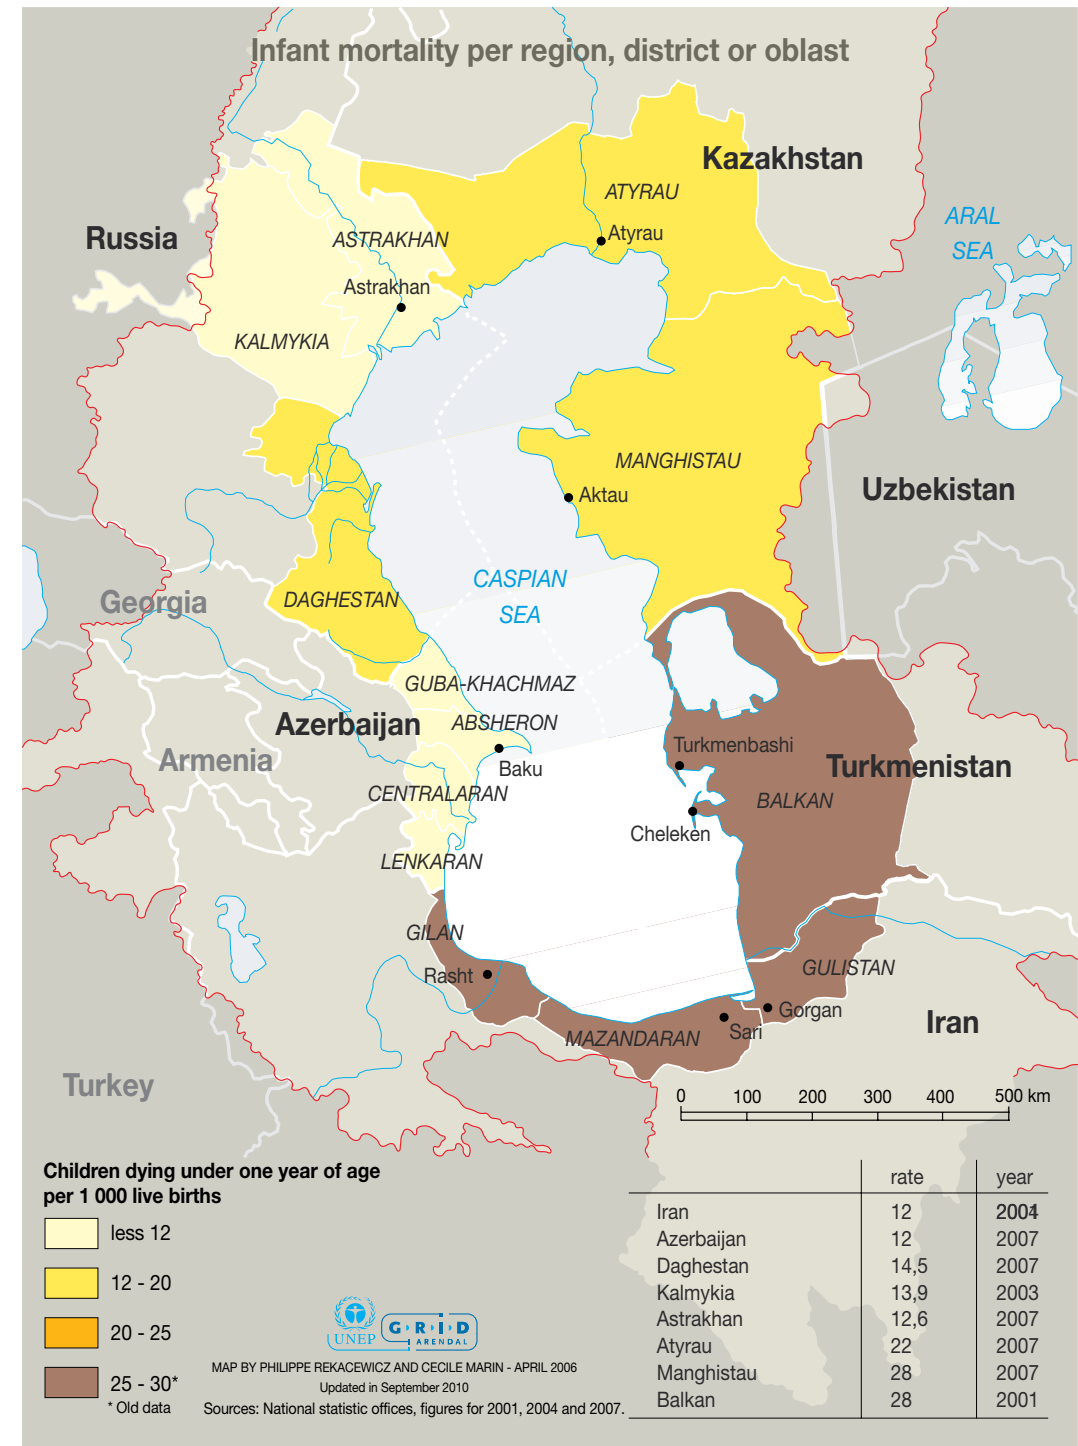 Infant mortality per region, district or oblast
Kazakhstan
ATYRAU
Atyrau
ARAL
SEA
Russia
ASTRAKHAN
Astrakhan
KALMYKIA
MANGHISTAU
Aktau
Uzbekistan
CASPIAN
SEA
Georgia
DAGHESTAN
GUBA-KHACHMAZ
Azerbaijan
ABSHERON
Baku
Armenia
Turkmenbashi
Turkmenistan
BALKAN
CENTRALARAN
Cheleken
LENKARAN
GILAN
Rasht
GULISTAN
Gorgan
Iran
MAZANDARAN
Sari
Turkey
0 100 200 300 400 500 km
Children dying under one year of age
per 1 000 live births
less 12
12 - 20
20 - 25
25 - 30*
* Old data
UNEP
G R I D
ARENDAL
MAP BY PHILIPPE REKACEWICZ AND CECILE MARIN - APRIL 2006
Updated in September 2010
Sources: National statistic offices, figures for 2001, 2004 and 2007.
rate year
Iran 12
Azerbaijan 12 2007
Daghestan 14,5 2007
Kalmykia 13,9 2003
Astrakhan 12,6 2007
Atyrau 22 2007
Manghistau 28 2007
Balkan 28 2001